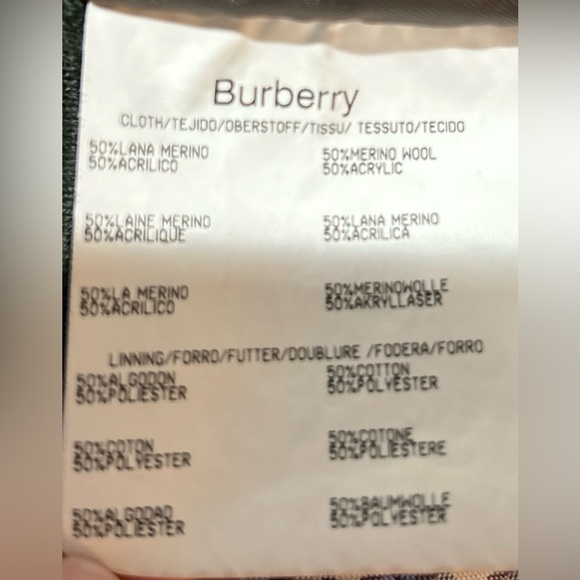 Burberry
CLOTH/TEJIDO/OBERSTOFF/TISSU/ TESSUTO/TECIDO
50%LANA MERINO
50%ACRILICO
50%MERINO WOOL
50%ACRYLIC
50%LAINE MERINO
50%ACRILIQUE
50%LANA MERINO
50%ACRILICA
50%LA MERINO
50%ACRILICO
50%MERINOWOLLE
50%AKRYLLASER
LINNING/FORRO/FUTTER/DOUBLURE /FODERA/FORRO
50%ALGODON
50%POLIESTER
50%COTTON
50%POLYESTER
50%COTON
50%POLYESTER
50%COTONE
50%POLIESTERE
50%ALGODAO
50%POLIESTER
50%BAUMWOLLE
50%POLYESTER